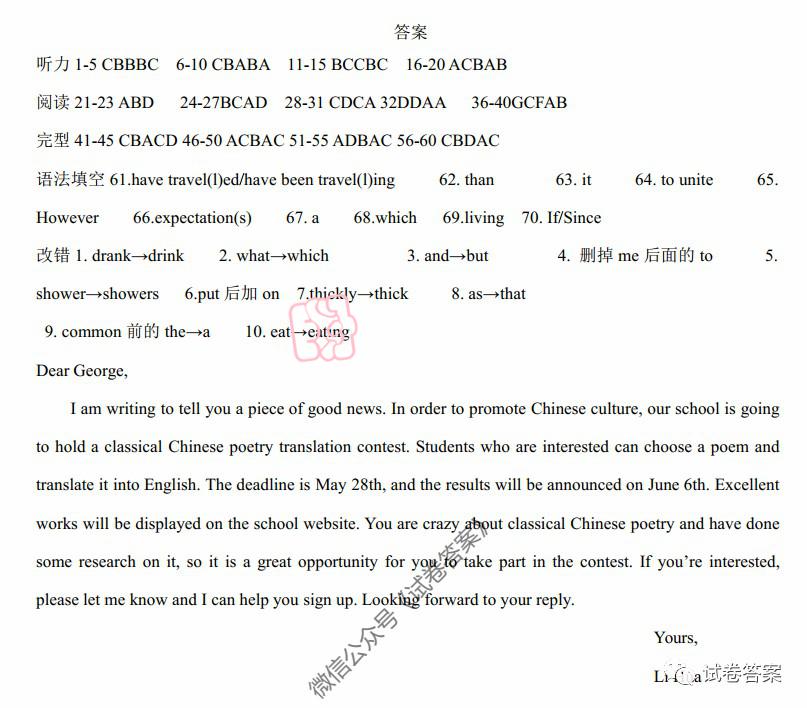 答案
听力 1-5 CBBBC 6-10 CBABA 11-15 BCCBC 16-20 ACBAB
阅读 21-23 ABD 24-27BCAD 28-31 CDCA 32DDAA 36-40GCFAB
完型 41-45 CBACD 46-50 ACBAC 51-55 ADBAC 56-60 CBDAC
语法填空 61.have travel(l)ed/have been travel(l)ing 62. than 63. it 64. to unite 65.
However 66.expectation(s) 67. a 68.which 69.living 70. If/Since
改错 1. drank→drink 2. what→which 3. and→but 4. 删掉 me 后面的 to 5.
shower→showers 6.put 后加 on 7.thickly→thick 8. as→that
9. common 前的 the→a 10. eat→eating
Dear George,
I am writing to tell you a piece of good news. In order to promote Chinese culture, our school is going
to hold a classical Chinese poetry translation contest. Students who are interested can choose a poem and
translate it into English. The deadline is May 28th, and the results will be announced on June 6th. Excellent
works will be displayed on the school website. You are crazy about classical Chinese poetry and have done
some research on it, so it is a great opportunity for you to take part in the contest. If you're interested,
please let me know and I can help you sign up. Looking forward to your reply.
Yours,
Li
试卷答案
微信公众号《试卷答案》